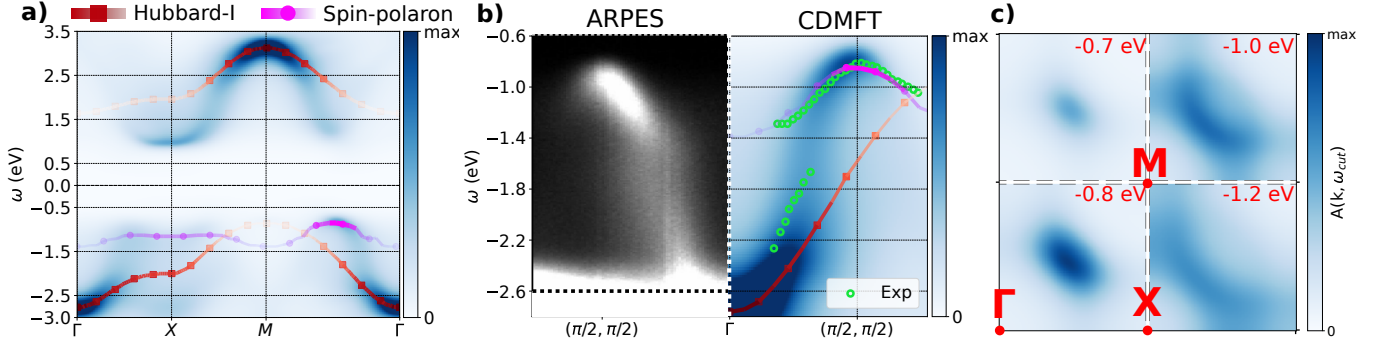 a)
Hubbard-I
Spin-polaron
3.5
2.5
1.5
0.5
0.0
−0.5
−1.5
−2.5
−3.0
ω (eV)
Γ
X
M
Γ
max
0
b)
ARPES
CDMFT
−0.6
−1.0
−1.4
−1.8
−2.2
−2.6
ω (eV)
(π/2, π/2)
Γ
(π/2, π/2)
Exp
max
0
c)
-0.7 eV
-1.0 eV
M
-0.8 eV
-1.2 eV
Γ
X
max
0
A(k, ω_cut)